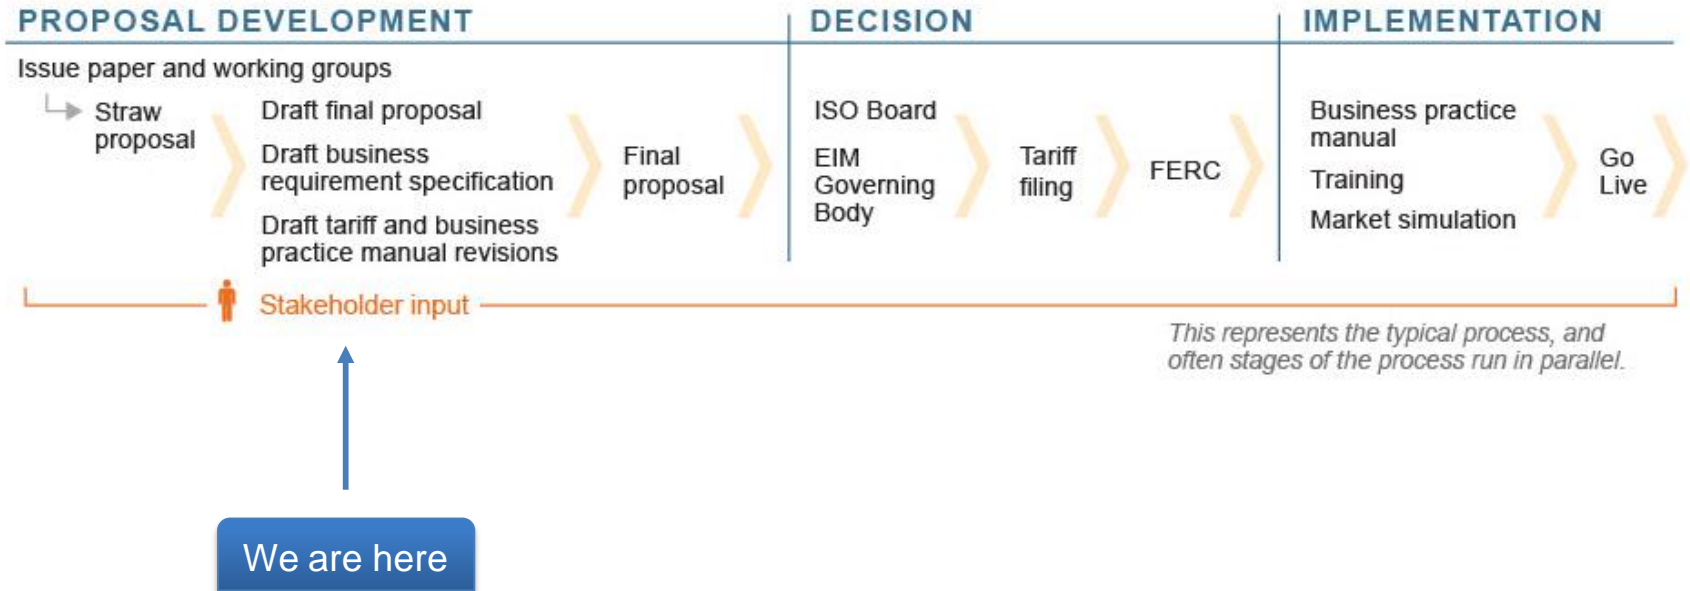 PROPOSAL DEVELOPMENT
Issue paper and working groups
Straw
proposal
Draft final proposal
Draft business
requirement specification
Draft tariff and business
practice manual revisions
Final
proposal
DECISION
ISO Board
EIM
Governing
Body
Tariff
filing
FERC
IMPLEMENTATION
Business practice
manual
Training
Market simulation
Go
Live
Stakeholder input
This represents the typical process, and
often stages of the process run in parallel.
We are here